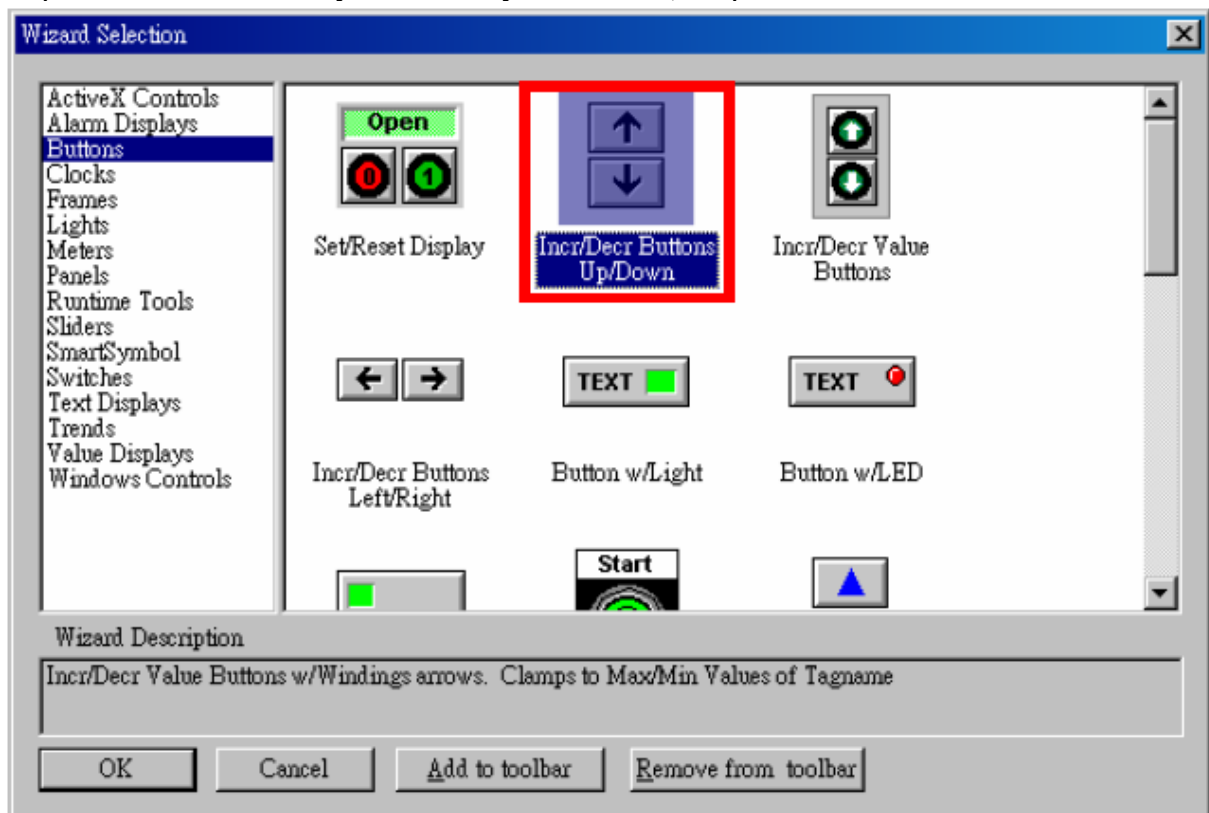 Wizard Selection
ActiveX Controls
Alarm Displays
Buttons
Clocks
Frames
Lights
Meters
Panels
Runtime Tools
Sliders
SmartSymbol
Switches
Text Displays
Trends
Value Displays
Windows Controls
Open
0 1
Set/Reset Display
Incr/Decr Buttons
Up/Down
Incr/Decr Value
Buttons
TEXT
TEXT
Incr/Decr Buttons
Left/Right
Button w/Light
Button w/LED
Start
Wizard Description
Incr/Decr Value Buttons w/Windings arrows. Clamps to Max/Min Values of Tagname
OK
Cancel
Add to toolbar
Remove from toolbar